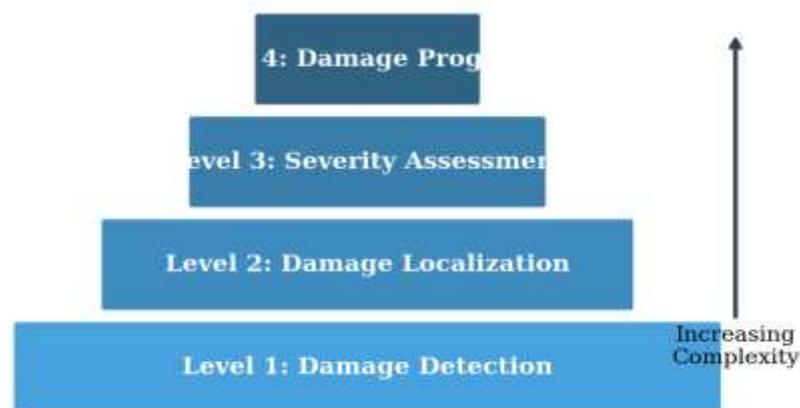 4: Damage Prog
evel 3: Severity Assessmen
Level 2: Damage Localization
Increasing
Complexity
Level 1: Damage Detection